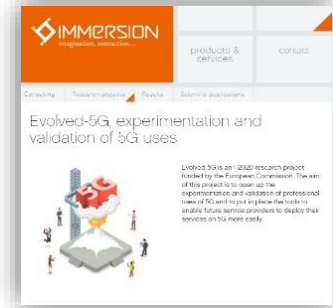 IMMERSION
imagination, interaction...
products &
services
contact
Consulting Research projects Results Scientific publications
Evolved-5G, experimentation and
validation of 5G uses
5G
Evolved-5G is an H2020 research project
funded by the European Commission. The aim
of this project is to open up the
experimentation and validation of professional
uses of 5G and to put in place the tools to
enable future service providers to deploy their
services on 5G more easily.